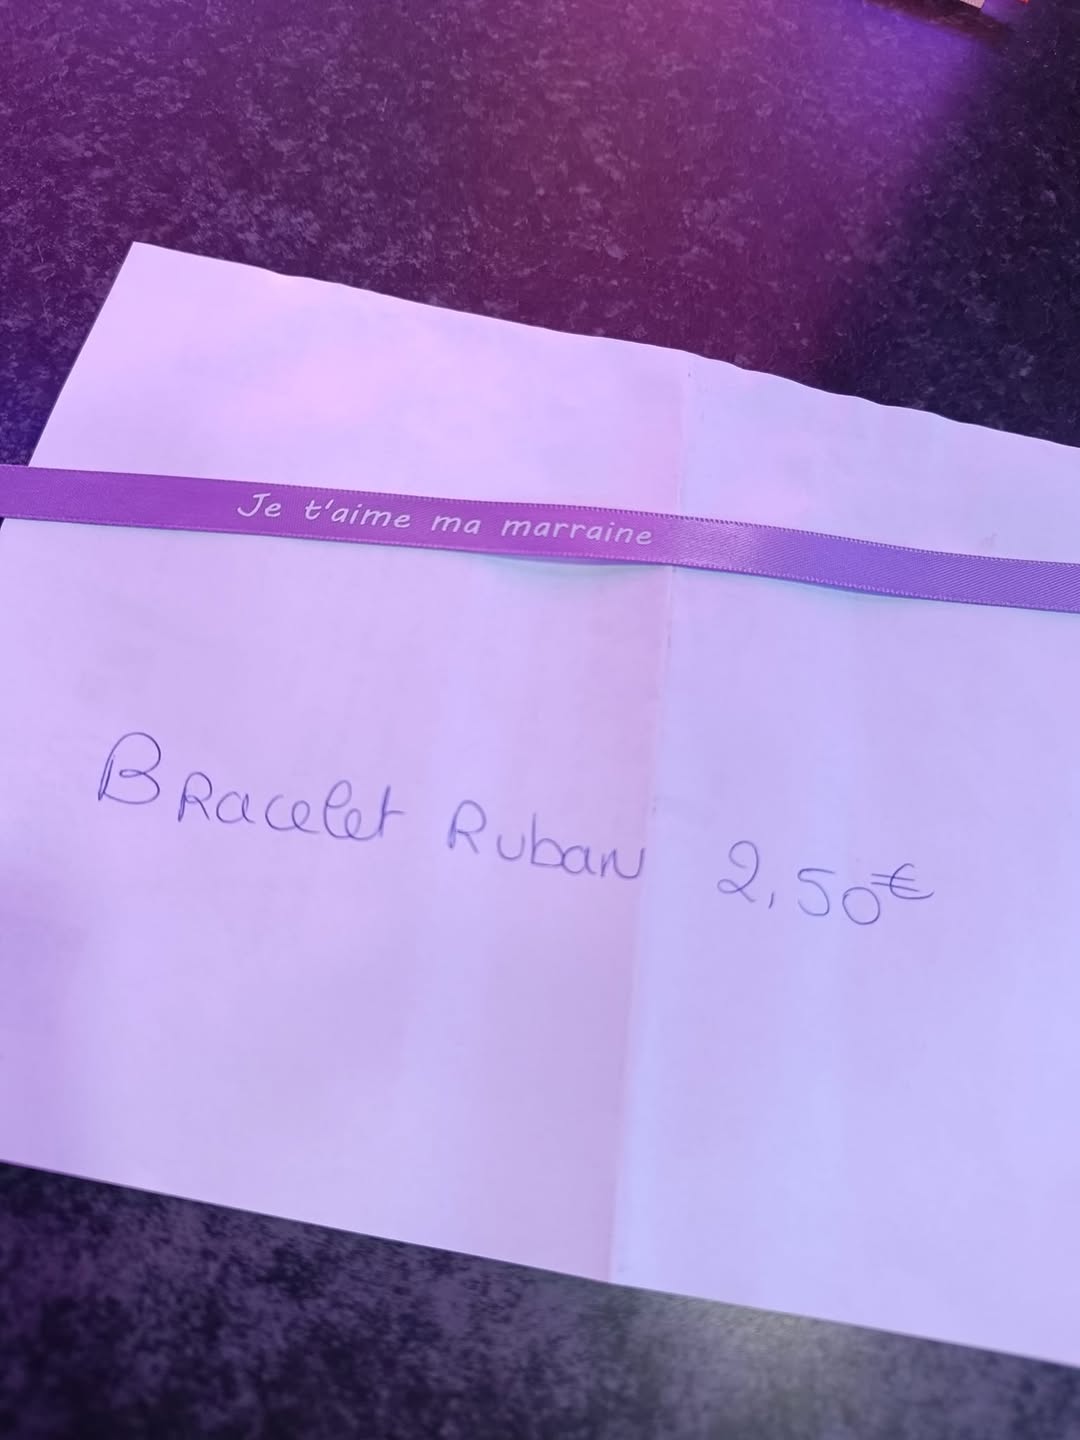 Je t'aime ma marraine
Bracelet Ruban 2,50€